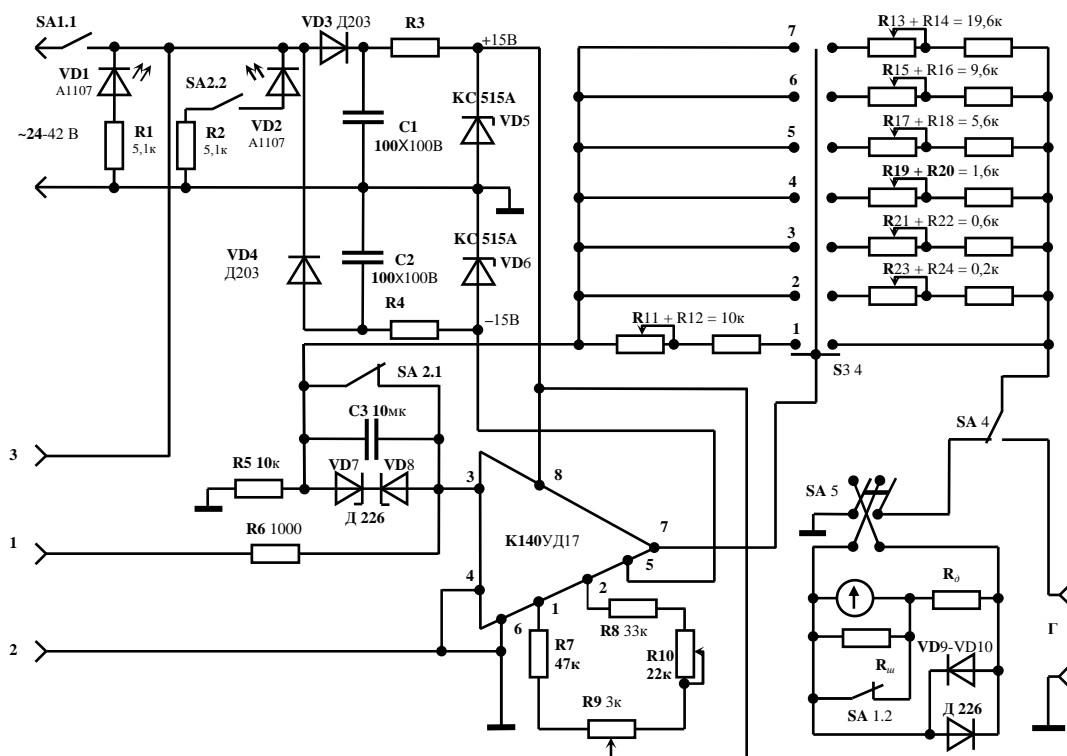 SA1.1
VD3 Д203
R3
+15В
7
R13 + R14 = 19,6к
VD1
А1107
SA2.2
VD2
А1107
6
R15 + R16 = 9,6к
~24-42 В
R1
5,1к
R2
5,1к
C1
100X100В
КС 515А
VD5
5
R17 + R18 = 5,6к
4
R19 + R20 = 1,6к
VD4
Д203
C2
100X100В
КС 515А
VD6
3
R21 + R22 = 0,6к
2
R23 + R24 = 0,2к
R4
–15В
R11 + R12 = 10к
1
S3 4
SA 2.1
C3 10мк
SA 4
3
R5 10к
VD7
VD8
Д 226
3
8
SA 5
R6 1000
1
К140УД17
7
5
4
2
1
6
R8 33к
R7
47к
R10
22к
R9 3к
2
Rд
Rш
VD9-VD10
SA 1.2
Д 226
Г